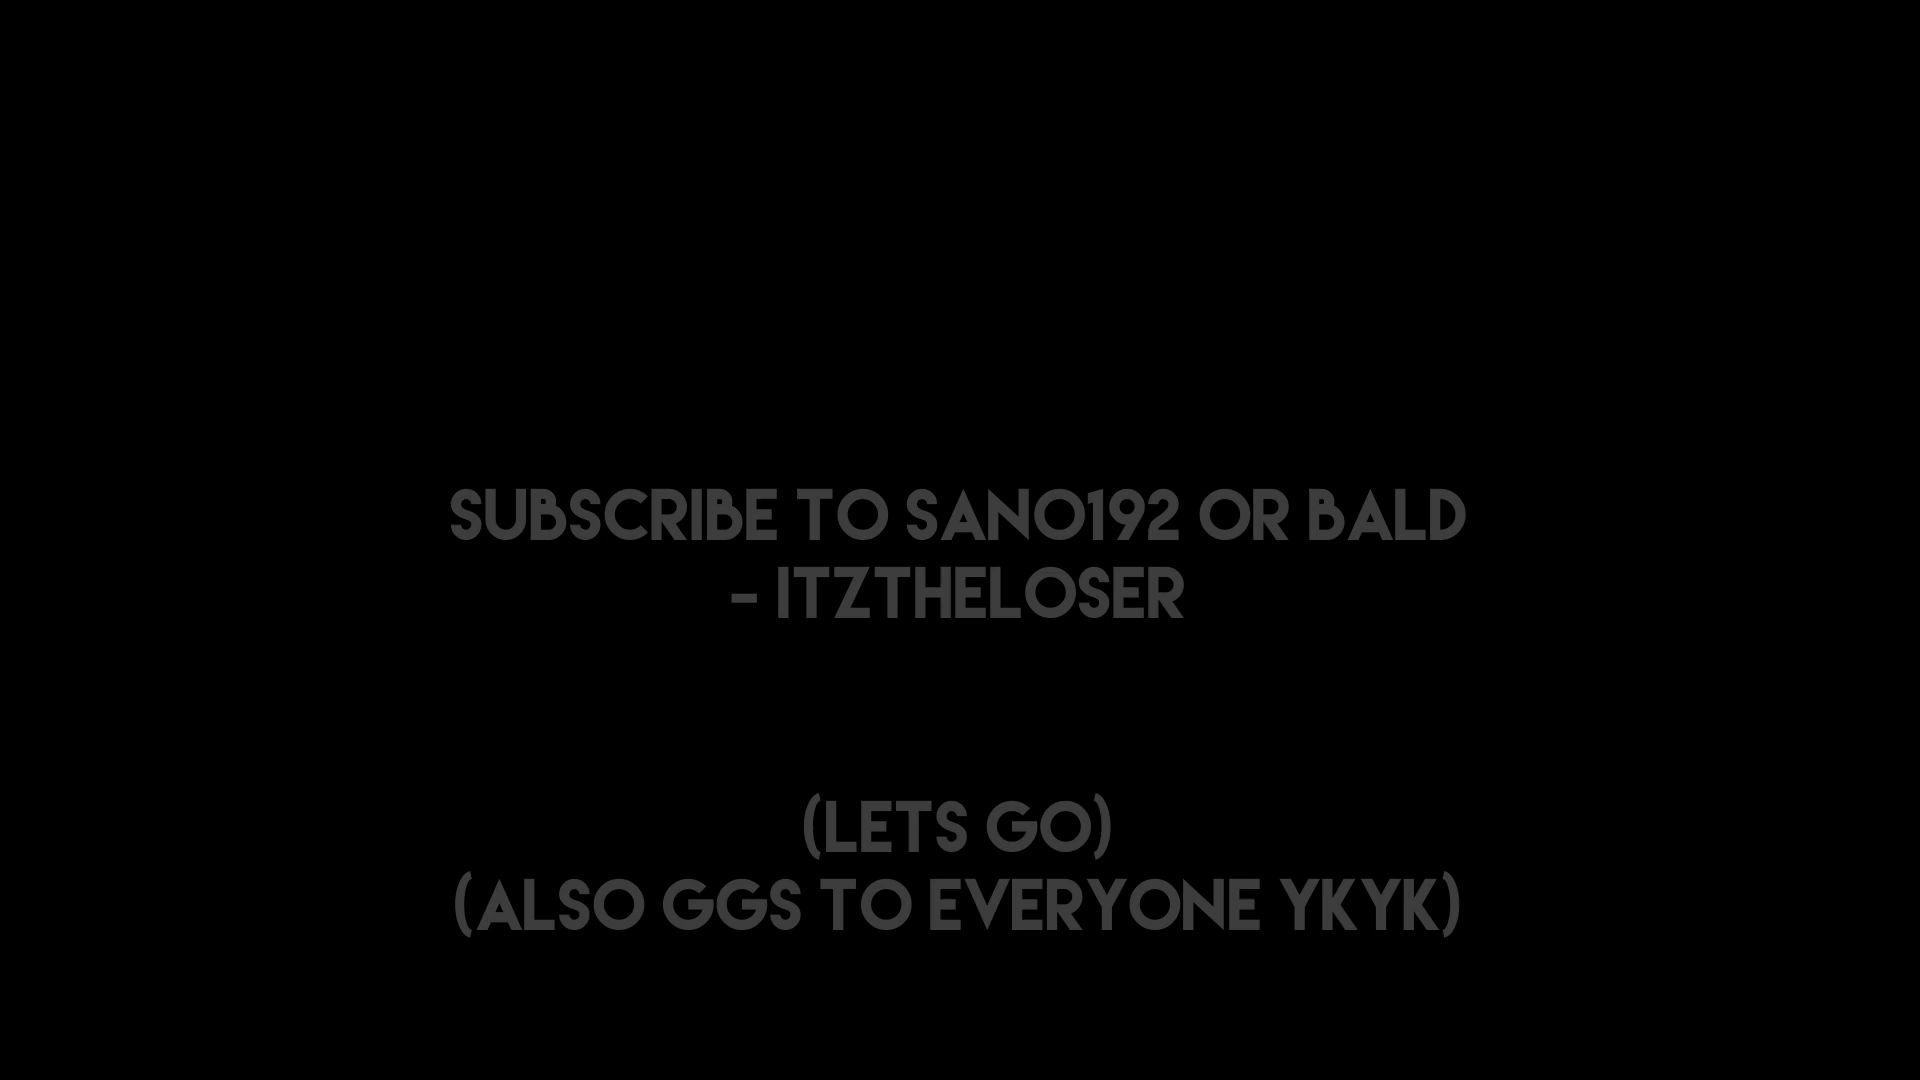 SUBSCRIBE TO SANO192 OR BALD
- ITZTHELOSER
(LETS GO)
(ALSO GGS TO EVERYONE YKYK)